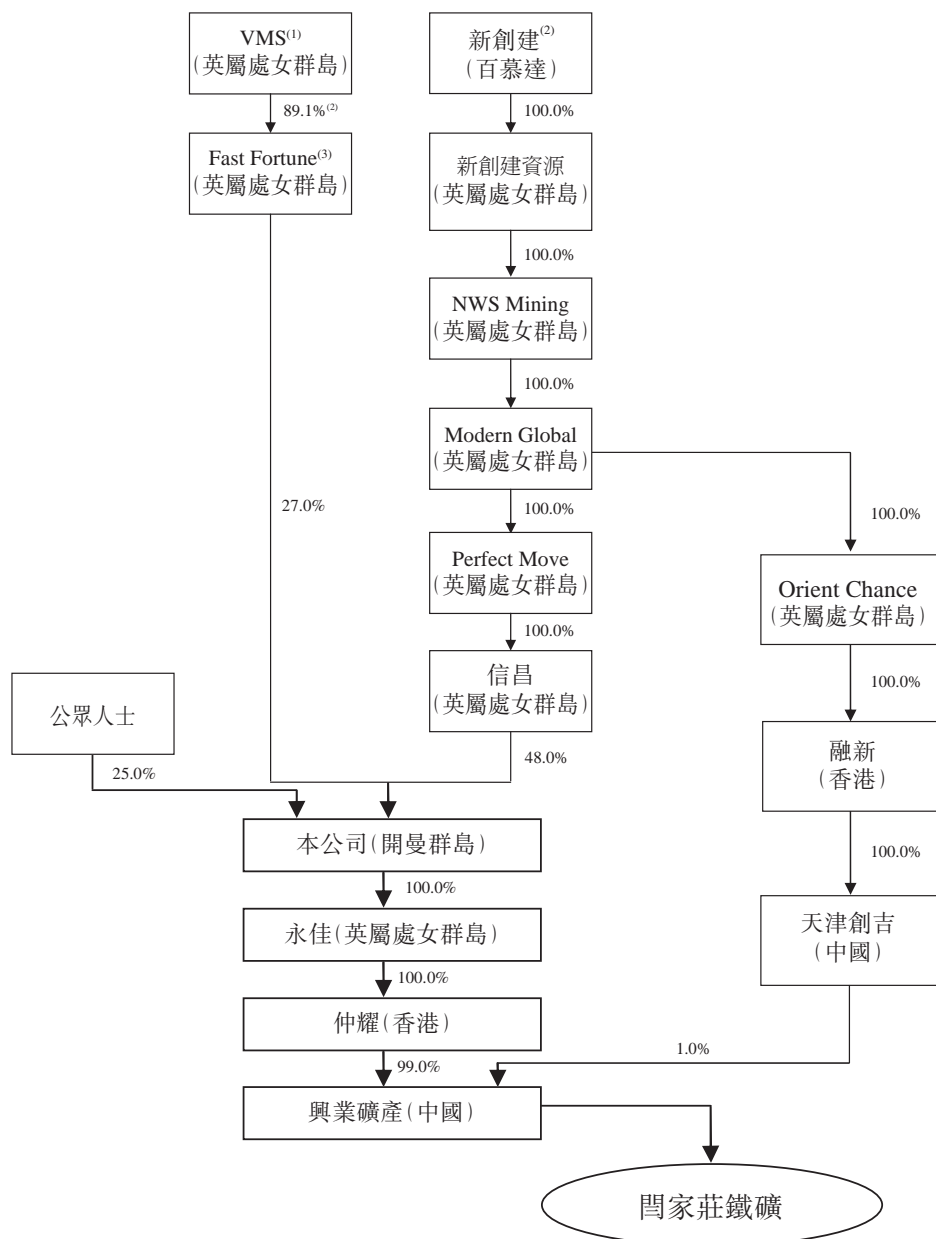 VMS(1)
(英屬處女群島)
新創建(2)
(百慕達)
89.1%(2)
100.0%
Fast Fortune(3)
(英屬處女群島)
新創建資源
(英屬處女群島)
100.0%
NWS Mining
(英屬處女群島)
100.0%
Modern Global
(英屬處女群島)
27.0%
100.0%
100.0%
Perfect Move
(英屬處女群島)
Orient Chance
(英屬處女群島)
100.0%
信昌
(英屬處女群島)
100.0%
公眾人士
融新
(香港)
25.0%
48.0%
本公司(開曼群島)
100.0%
100.0%
永佳(英屬處女群島)
天津創吉
(中國)
100.0%
仲耀(香港)
1.0%
99.0%
興業礦產(中國)
閆家莊鐵礦